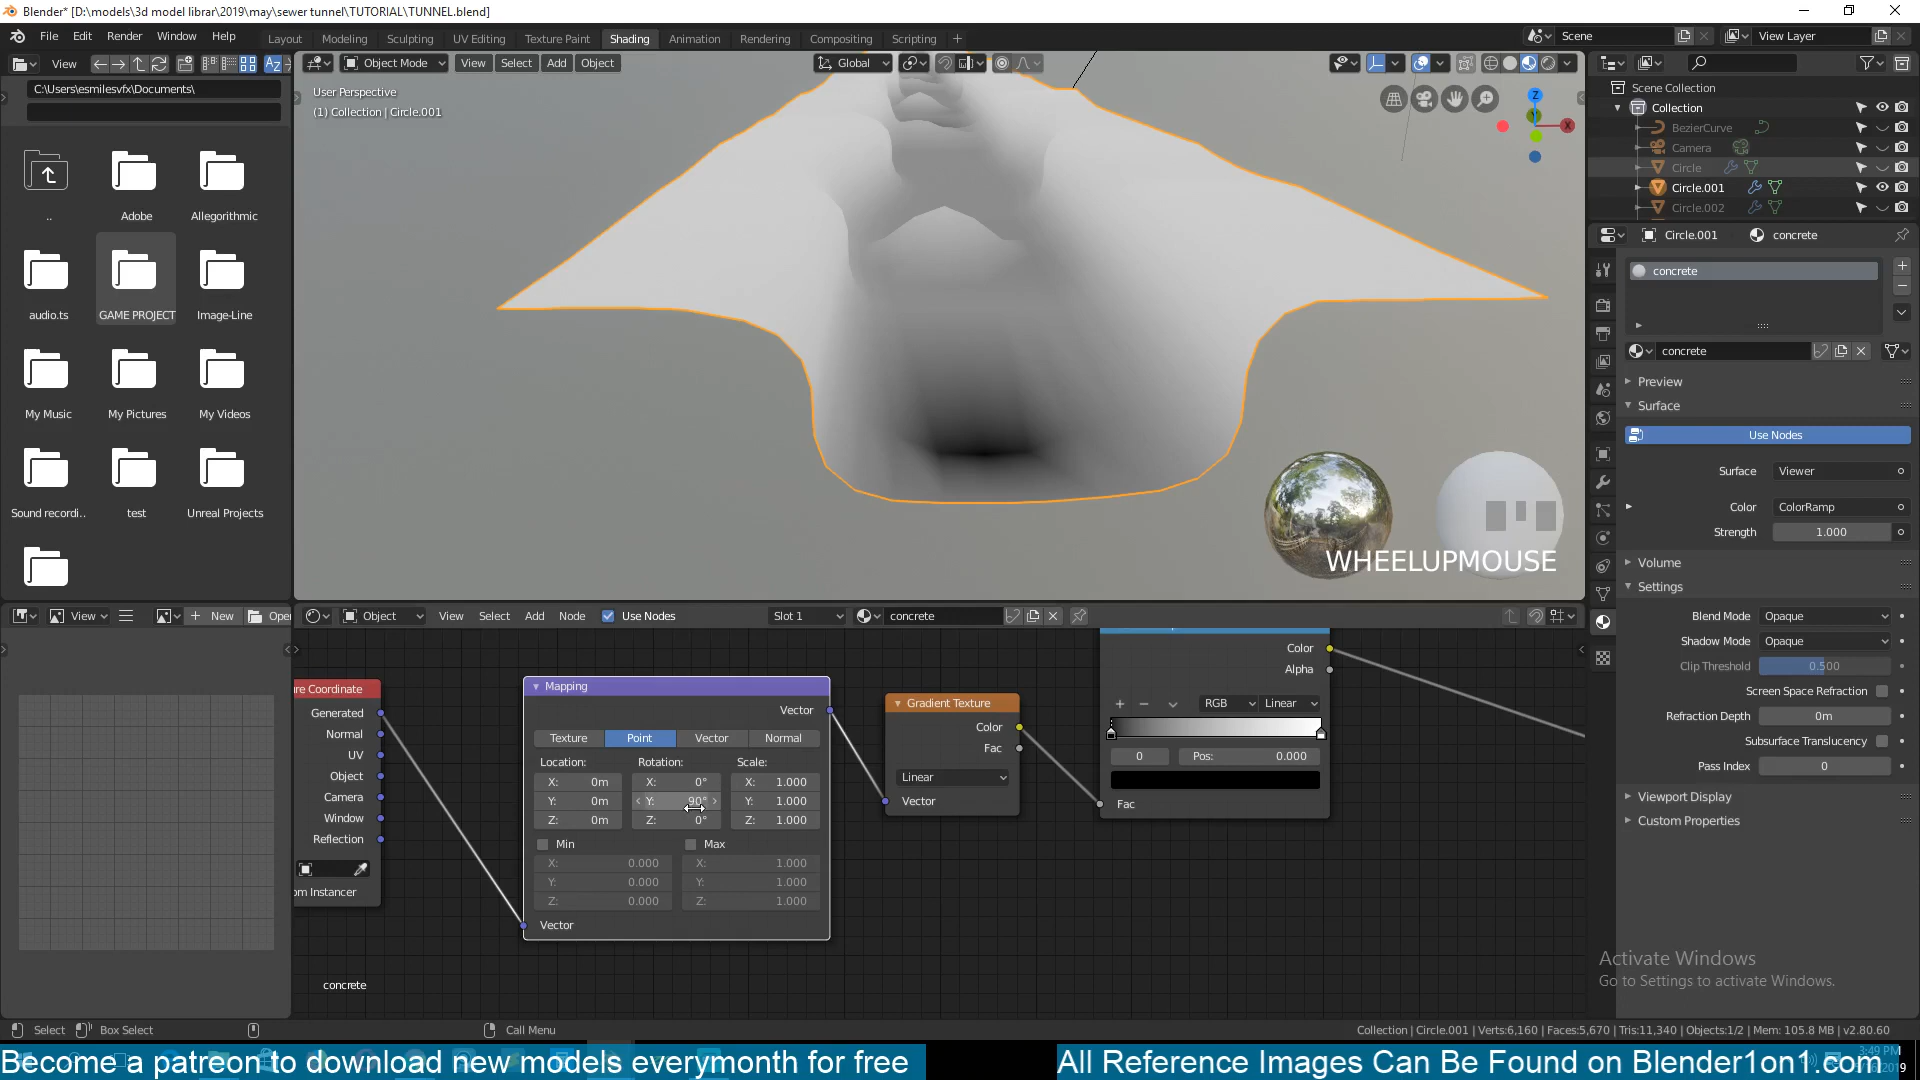 Blender* [D:\models\3d model librar\2019\may\sewer tunnel\TUTORIAL\TUNNEL.blend]
File Edit Render Window Help
Layout Modeling Sculpting UV Editing Texture Paint Shading Animation Rendering Compositing Scripting +
Scene
View Layer
View
Object Mode View Select Add Object
Global
C:\Users\esmilesvfx\Documents\
User Perspective
(1) Collection | Circle.001
Z
X
Scene Collection
Collection
BezierCurve
Camera
Circle
Circle.001
Circle.002
..
Adobe
Allegorithmic
audio.ts
GAME PROJECT
Image-Line
My Music
My Pictures
My Videos
Sound recordi..
test
Unreal Projects
WHEELUPMOUSE
Circle.001 concrete
concrete
concrete
Preview
Surface
Use Nodes
Surface Viewer
Color ColorRamp
Strength 1.000
Volume
Settings
Blend Mode Opaque
Shadow Mode Opaque
Clip Threshold 0.500
Screen Space Refraction
Refraction Depth 0m
Subsurface Translucency
Pass Index 0
Viewport Display
Custom Properties
View + New Open
Object View Select Add Node Use Nodes
Slot 1
concrete
ure Coordinate
Generated
Normal
UV
Object
Camera
Window
Reflection
om Instancer
Mapping
Vector
Texture Point Vector Normal
Location: Rotation: Scale:
X: 0m X: 0° X: 1.000
Y: 0m Y: 90° Y: 1.000
Z: 0m Z: 0° Z: 1.000
Min Max
X: 0.000 X: 1.000
Y: 0.000 Y: 1.000
Z: 0.000 Z: 1.000
Vector
Gradient Texture
Color
Fac
Linear
Vector
Color
Alpha
RGB Linear
0 Pos: 0.000
Fac
concrete
Activate Windows
Go to Settings to activate Windows.
Select Box Select Call Menu
Collection | Circle.001 | Verts:6,160 | Faces:5,670 | Tris:11,340 | Objects:1/2 | Mem: 105.8 MB | v2.80.60
Become a patreon to download new models everymonth for free
All Reference Images Can Be Found on Blender1on1.com
3:49 PM